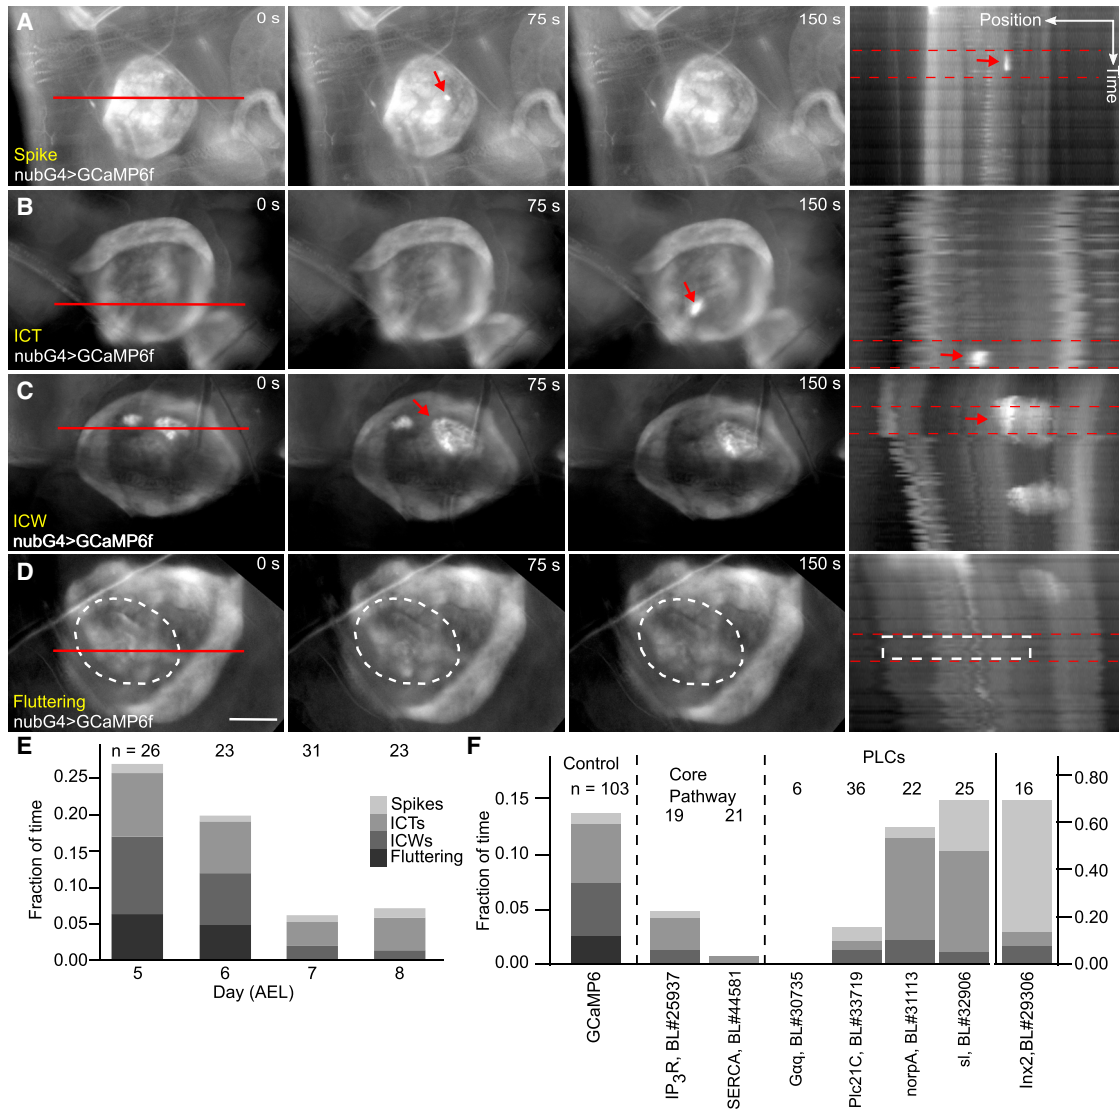 A 0 s 75 s 150 s Position
Time
Spike
nubG4>GCaMP6f
B 0 s 75 s 150 s
ICT
nubG4>GCaMP6f
C 0 s 75 s 150 s
ICW
nubG4>GCaMP6f
D 0 s 75 s 150 s
Fluttering
nubG4>GCaMP6f
E
n = 26 23 31 23
Fraction of time
0.25
0.20
0.15
0.10
0.05
0.00
Spikes
ICTs
ICWs
Fluttering
5 6 7 8
Day (AEL)
F
Control
n = 103
Core
Pathway
19 21
PLCs
6 36 22 25 16
Fraction of time
0.15
0.10
0.05
0.00
0.80
0.60
0.40
0.20
0.00
GCaMP6
IP3R, BL#25937
SERCA, BL#44581
Gαq, BL#30735
Plc21C, BL#33719
norpA, BL#31113
sl, BL#32906
Inx2,BL#29306